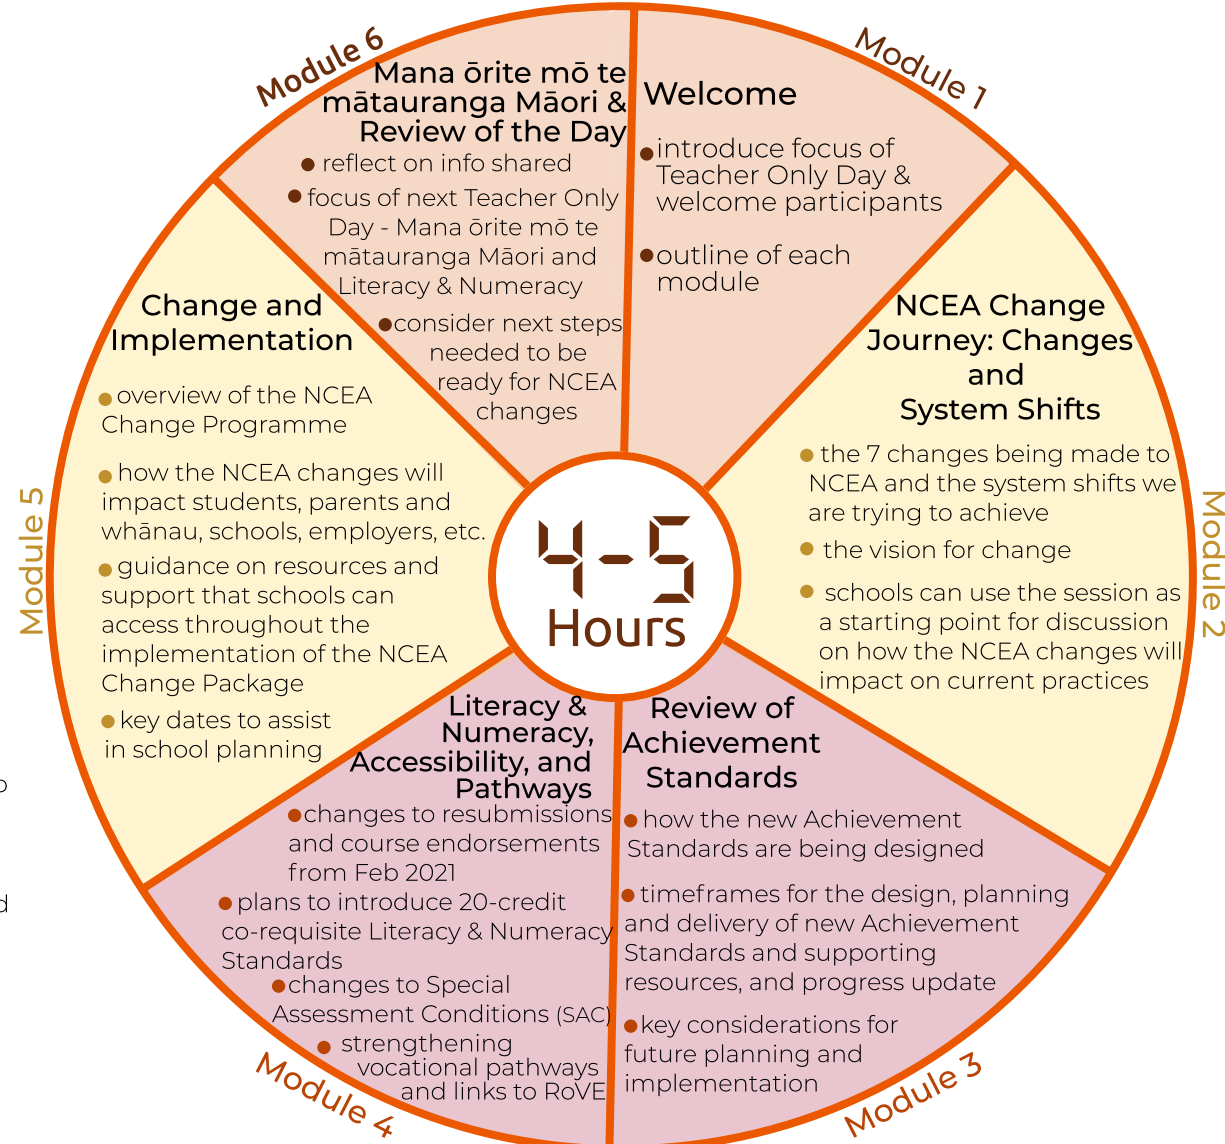 Module 1
Welcome
● introduce focus of
Teacher Only Day &
welcome participants
● outline of each
module
Module 2
NCEA Change
Journey: Changes
and
System Shifts
● the 7 changes being made to
NCEA and the system shifts we
are trying to achieve
● the vision for change
● schools can use the session as
a starting point for discussion
on how the NCEA changes will
impact on current practices
Module 3
Review of
Achievement
Standards
● how the new Achievement
Standards are being designed
● timeframes for the design, planning
and delivery of new Achievement
Standards and supporting
resources, and progress update
● key considerations for
future planning and
implementation
Module 4
Literacy &
Numeracy,
Accessibility, and
Pathways
● changes to resubmissions
and course endorsements
from Feb 2021
● plans to introduce 20-credit
co-requisite Literacy & Numeracy
Standards
● changes to Special
Assessment Conditions (SAC)
● strengthening
vocational pathways
and links to RoVE
Module 5
Change and
Implementation
● overview of the NCEA
Change Programme
● how the NCEA changes will
impact students, parents and
whānau, schools, employers, etc.
● guidance on resources and
support that schools can
access throughout the
implementation of the NCEA
Change Package
● key dates to assist
in school planning
Module 6
Mana ōrite mō te
mātauranga Māori &
Review of the Day
● reflect on info shared
● focus of next Teacher Only
Day - Mana ōrite mō te
mātauranga Māori and
Literacy & Numeracy
● consider next steps
needed to be
ready for NCEA
changes
4-5
Hours